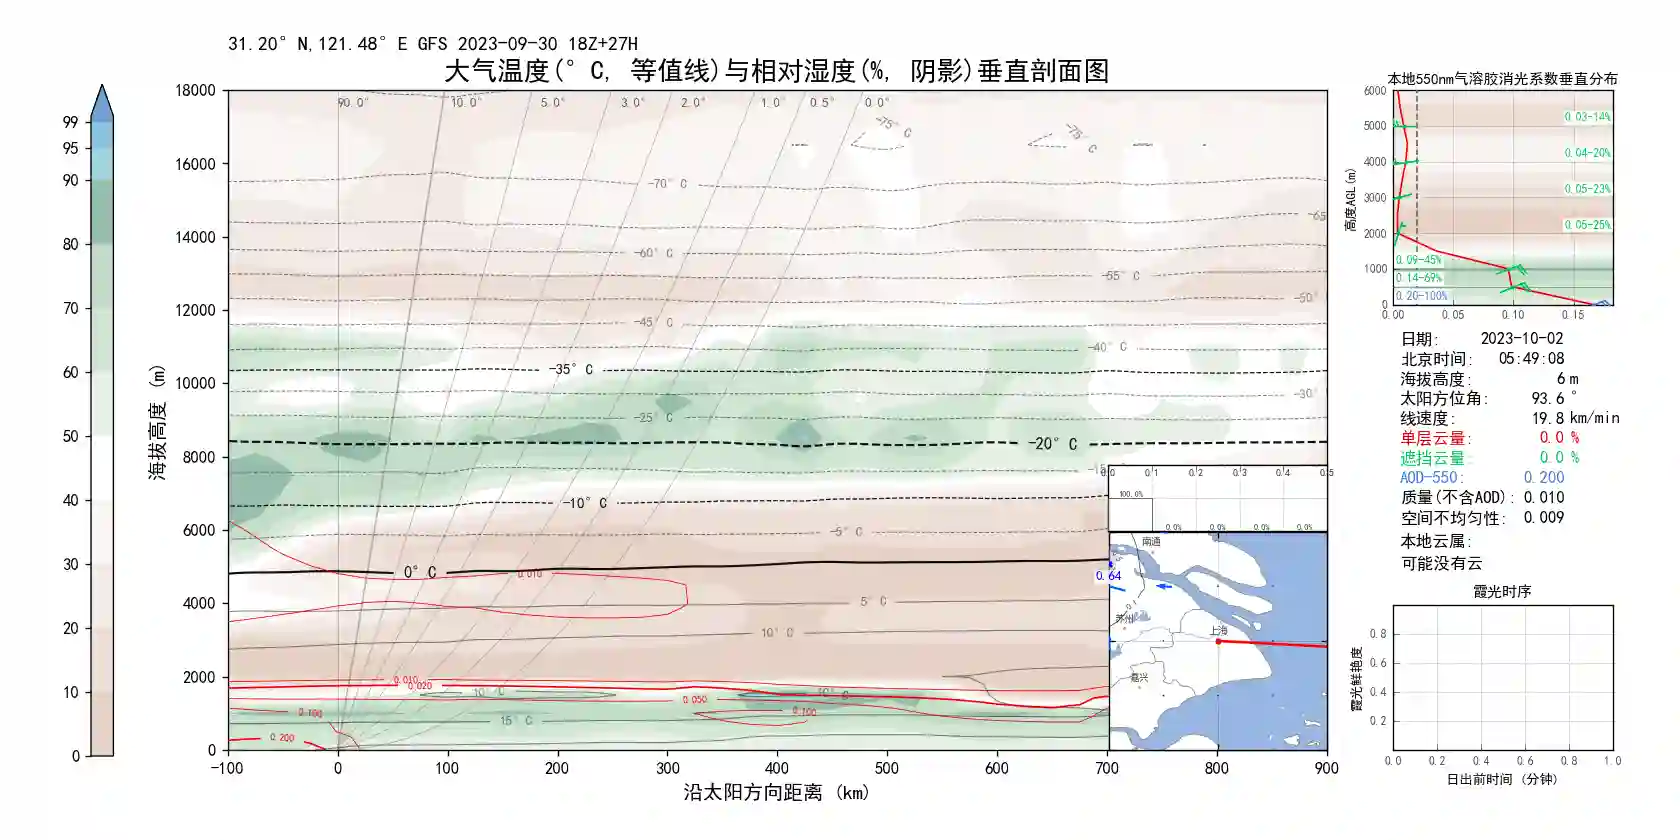 31.20° N,121.48° E GFS 2023-09-30 18Z+27H
大气温度(° C, 等值线)与相对湿度(%, 阴影)垂直剖面图
99
95
90
80
70
60
50
40
30
20
10
0
海拔高度 (m)
18000
16000
14000
12000
10000
8000
6000
4000
2000
0
90.0° 10.0° 5.0° 3.0° 2.0° 1.0° 0.5° 0.0°
-75° C
-75° C
-70° C
-65
-60° C
-55° C
-50°
-45° C
-40° C
-35° C
-30°
-25° C
-20° C
-10° C
-5° C
0° C
0.010
5° C
10° C
0.010
0.020
10° C
0.050
0.100
0.100
15° C
0.200
-100 0 100 200 300 400 500 600 700 800 900
沿太阳方向距离 (km)
0.1 0.2 0.3 0.4 0.5
100.0%
0.0% 0.0% 0.0% 0.0%
南通
0.64
苏州
上海
嘉兴
本地550nm气溶胶消光系数垂直分布
高度AGL(m)
6000
5000
4000
3000
2000
1000
0
0.03-14%
0.04-20%
0.05-23%
0.05-25%
0.09-45%
0.14-69%
0.20-100%
0.00 0.05 0.10 0.15
日期: 2023-10-02
北京时间: 05:49:08
海拔高度: 6 m
太阳方位角: 93.6 °
线速度: 19.8 km/min
单层云量: 0.0 %
遮挡云量: 0.0 %
AOD-550: 0.200
质量(不含AOD): 0.010
空间不均匀性: 0.009
本地云属:
可能没有云
霞光时序
霞光鲜艳度
0.8
0.6
0.4
0.2
0.0 0.2 0.4 0.6 0.8 1.0
日出前时间 (分钟)